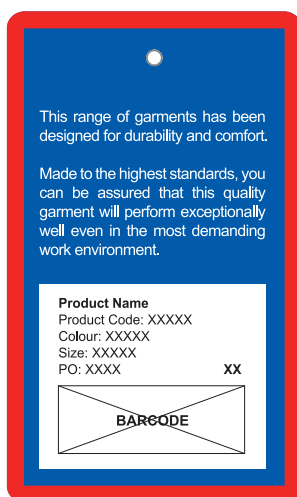 This range of garments has been
designed for durability and comfort.
Made to the highest standards, you
can be assured that this quality
garment will perform exceptionally
well even in the most demanding
work environment.
Product Name
Product Code: XXXXX
Colour: XXXXX
Size: XXXXX
PO: XXXX XX
BARCODE